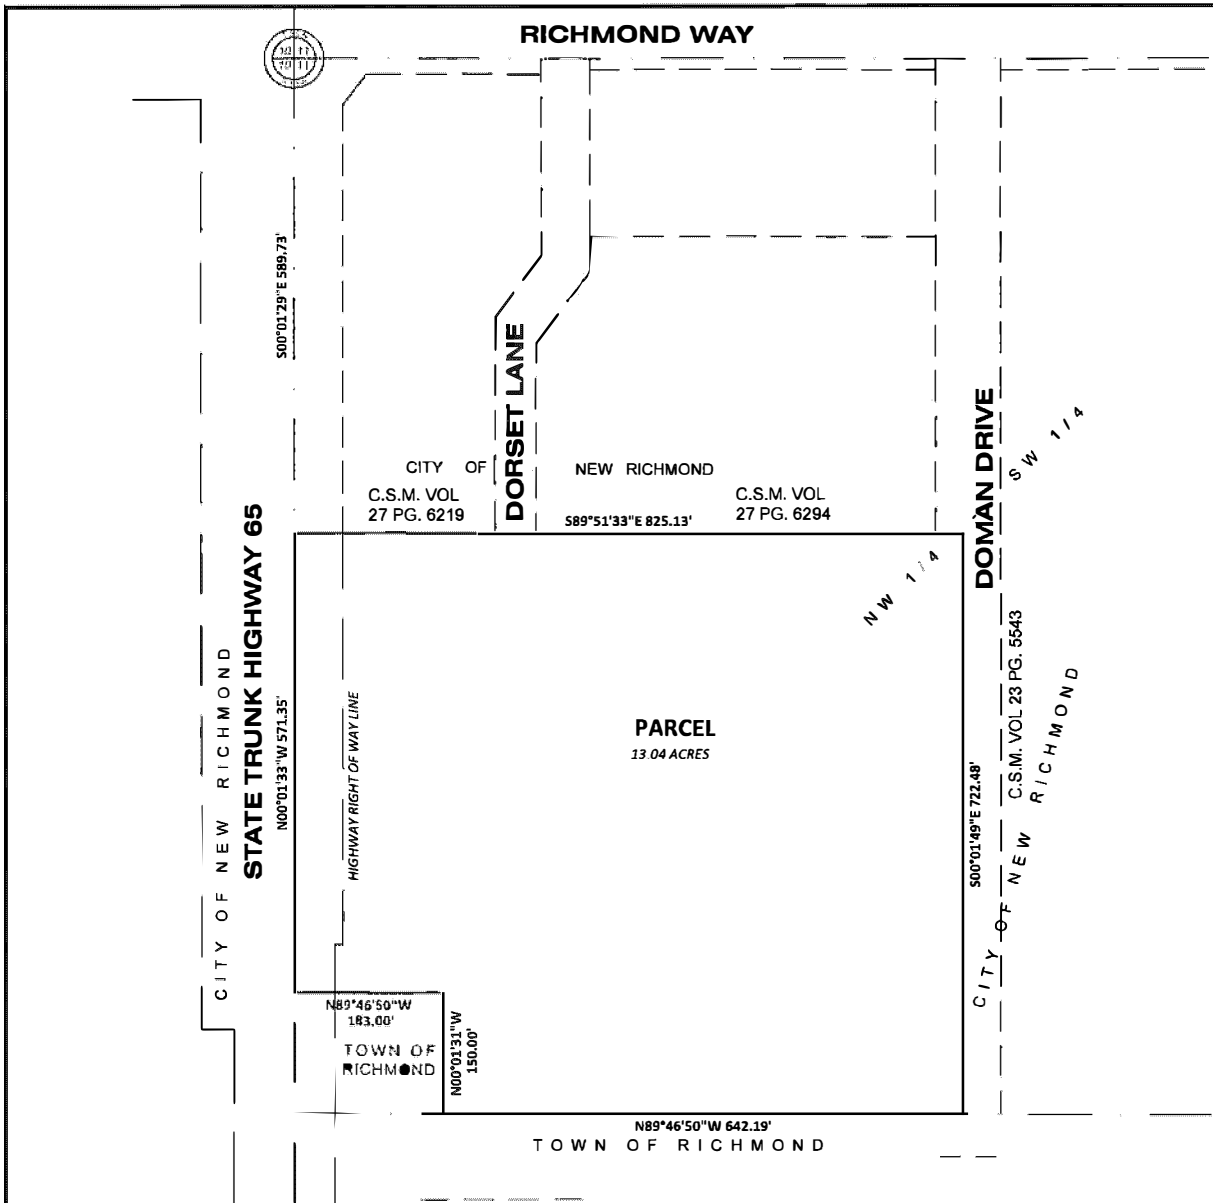 RICHMOND WAY
10 11
10 11
S00°01'29"E 589.73'
DORSET LANE
DOMAN DRIVE
SW 1/4
CITY OF
NEW RICHMOND
C.S.M. VOL
27 PG. 6219
C.S.M. VOL
27 PG. 6294
S89°51'33"E 825.13'
NW 1/4
STATE TRUNK HIGHWAY 65
CITY OF NEW RICHMOND
N00°01'33"W 571.35'
HIGHWAY RIGHT OF WAY LINE
PARCEL
13.04 ACRES
S00°01'49"E 722.48'
C.S.M. VOL 23 PG. 5543
CITY OF NEW RICHMOND
N89°46'50"W
183.00'
TOWN OF
RICHMOND
N00°01'31"W
150.00'
N89°46'50"W 642.19'
TOWN OF RICHMOND